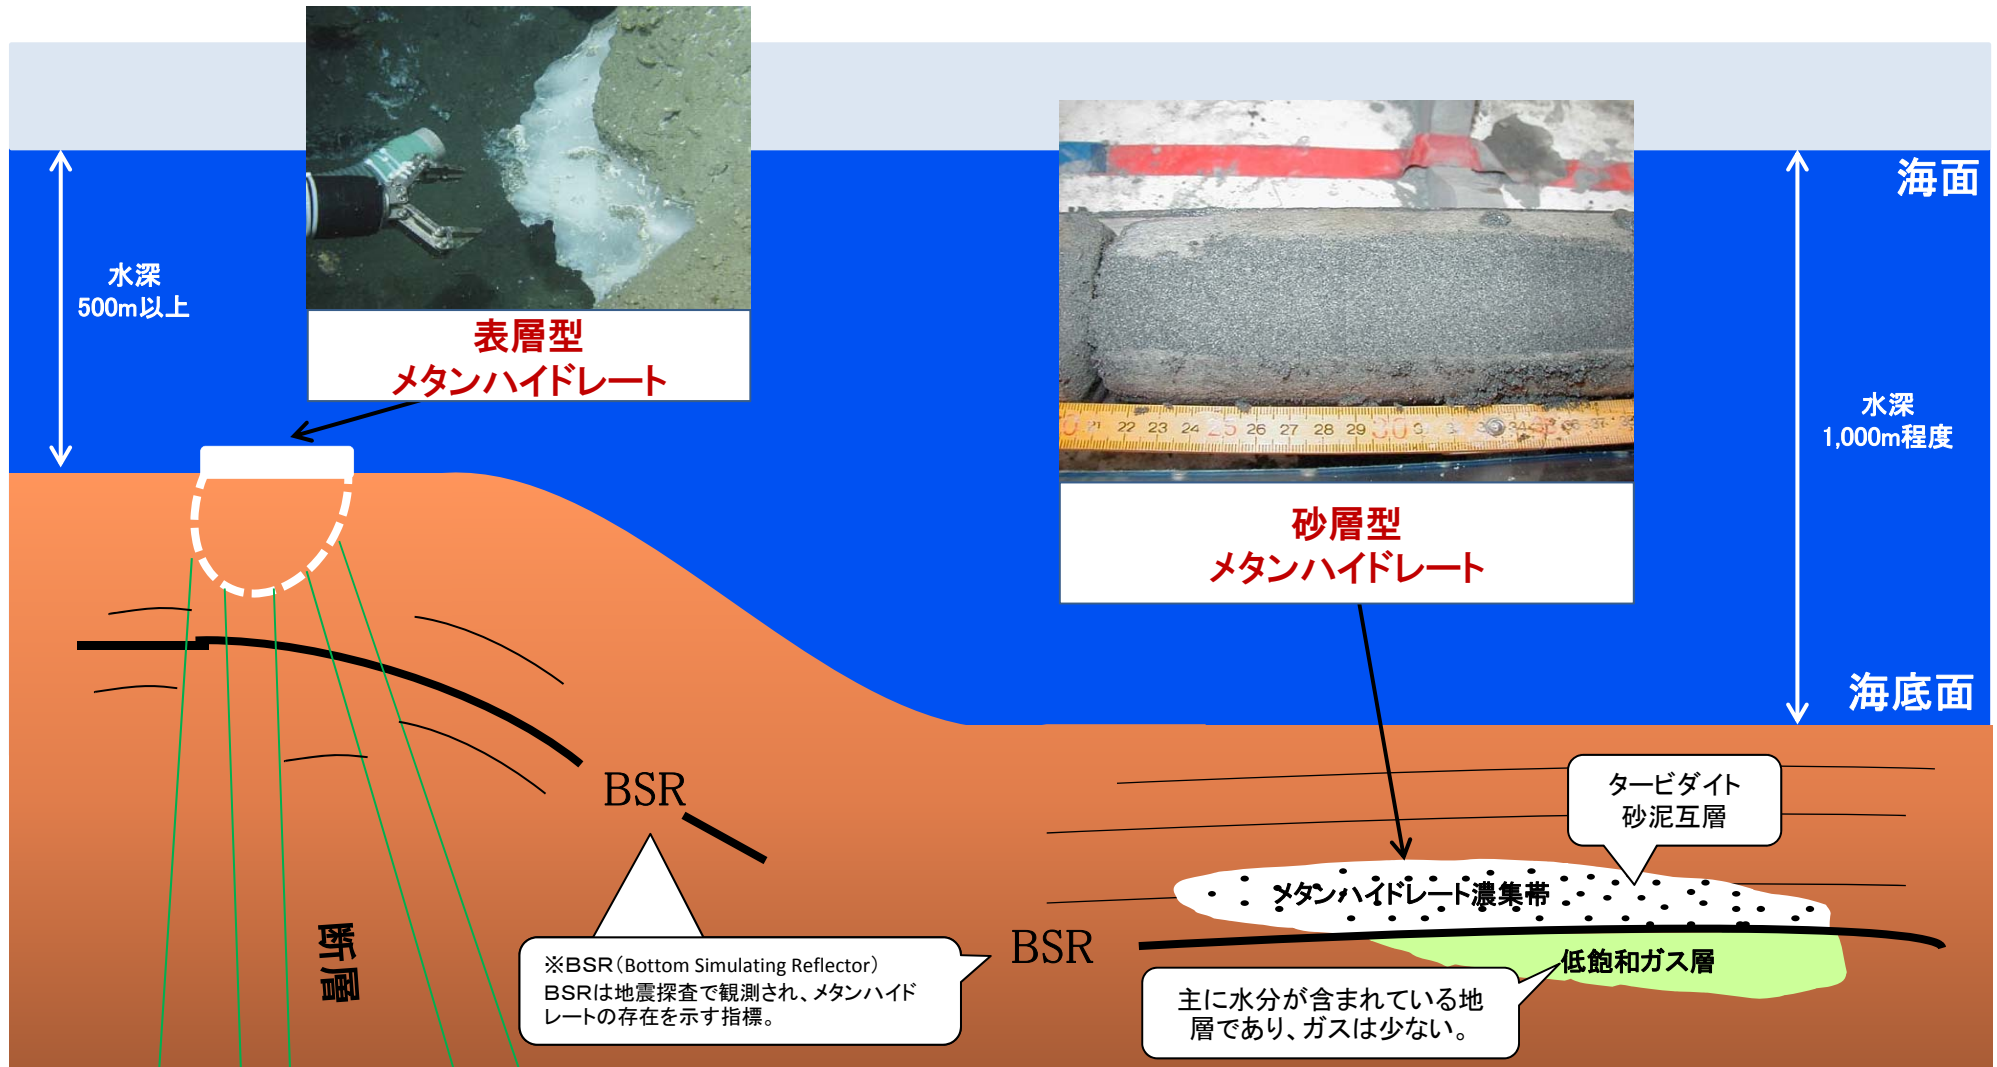 海面
水深
500m以上
表層型
メタンハイドレート
21 22 23 24 25 26 27 28 29 30
水深
1,000m程度
砂層型
メタンハイドレート
海底面
タービダイト
砂泥互層
BSR
メタンハイドレート濃集帯
BSR
低飽和ガス層
断層
※BSR(Bottom Simulating Reflector)
BSRは地震探査で観測され、メタンハイド
レートの存在を示す指標。
主に水分が含まれている地
層であり、ガスは少ない。